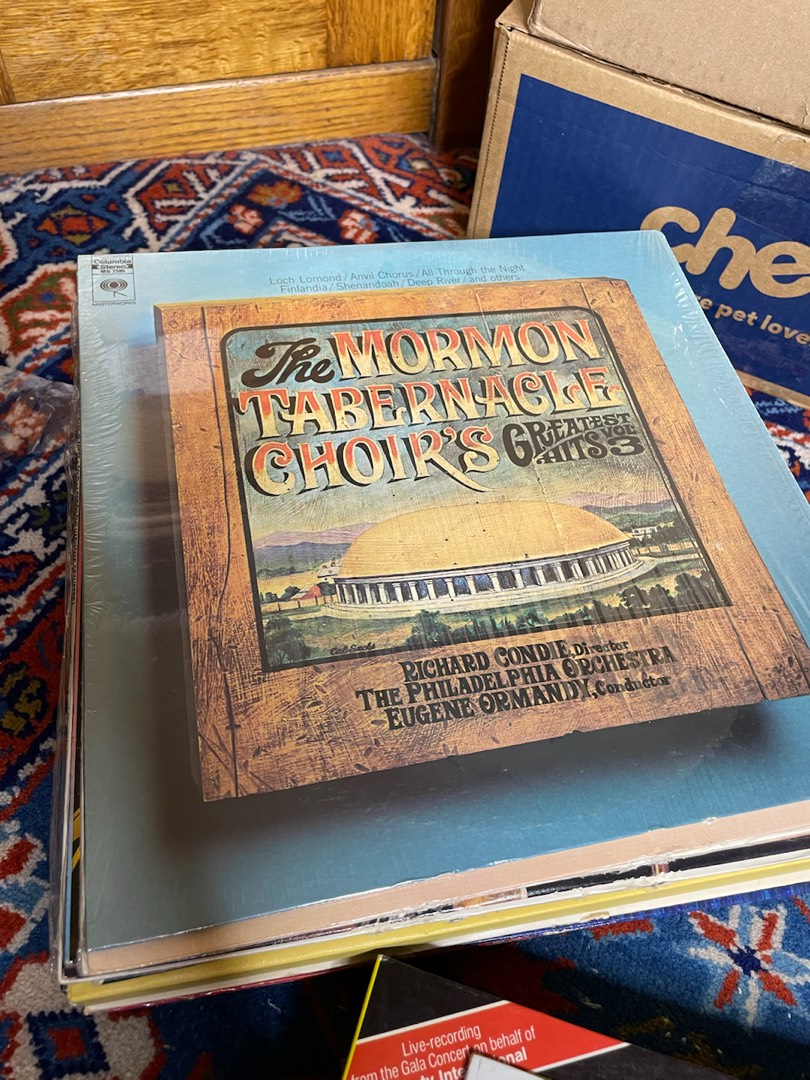 Columbia
Stereo
MS 7399
MASTERWORKS
Loch Lomond/Anvil Chorus/All-Through the Night
Finlandia/Shenandoah/Deep River/and others
The MORMON
TABERNACLE
CHOIR'S GREATEST
HITS VOL. 3
RICHARD CONDIE, Director
THE PHILADELPHIA ORCHESTRA
EUGENE ORMANDY, Conductor
che
pet love
Live-recording
from the Gala Concert on behalf of